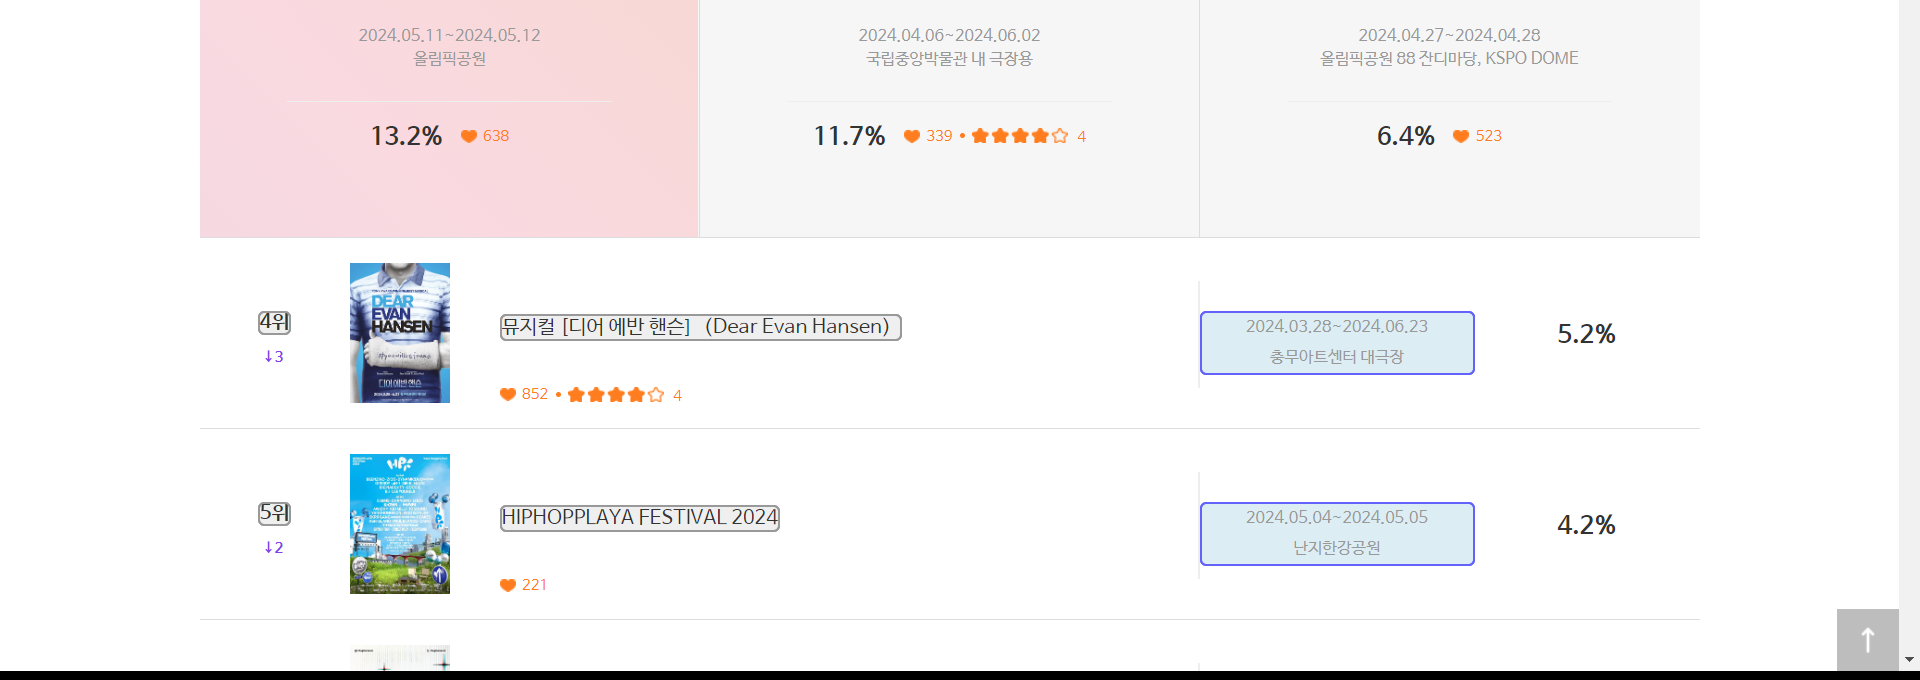 2024.05.11~2024.05.12
올림픽공원
13.2% 638
2024.04.06~2024.06.02
국립중앙박물관 내 극장용
11.7% 339 • 4
2024.04.27~2024.04.28
올림픽공원 88 잔디마당, KSPO DOME
6.4% 523
4위
↓3
DEAR
EVAN
HANSEN
디어 에반 핸슨
뮤지컬 [디어 에반 핸슨] (Dear Evan Hansen)
852 • 4
2024.03.28~2024.06.23
충무아트센터 대극장
5.2%
5위
↓2
HPF
HIPHOPPLAYA FESTIVAL 2024
221
2024.05.04~2024.05.05
난지한강공원
4.2%
↑